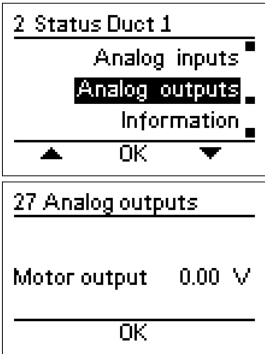 2 Status Duct 1
Analog inputs
Analog outputs
Information
OK
27 Analog outputs
Motor output 0.00 V
OK